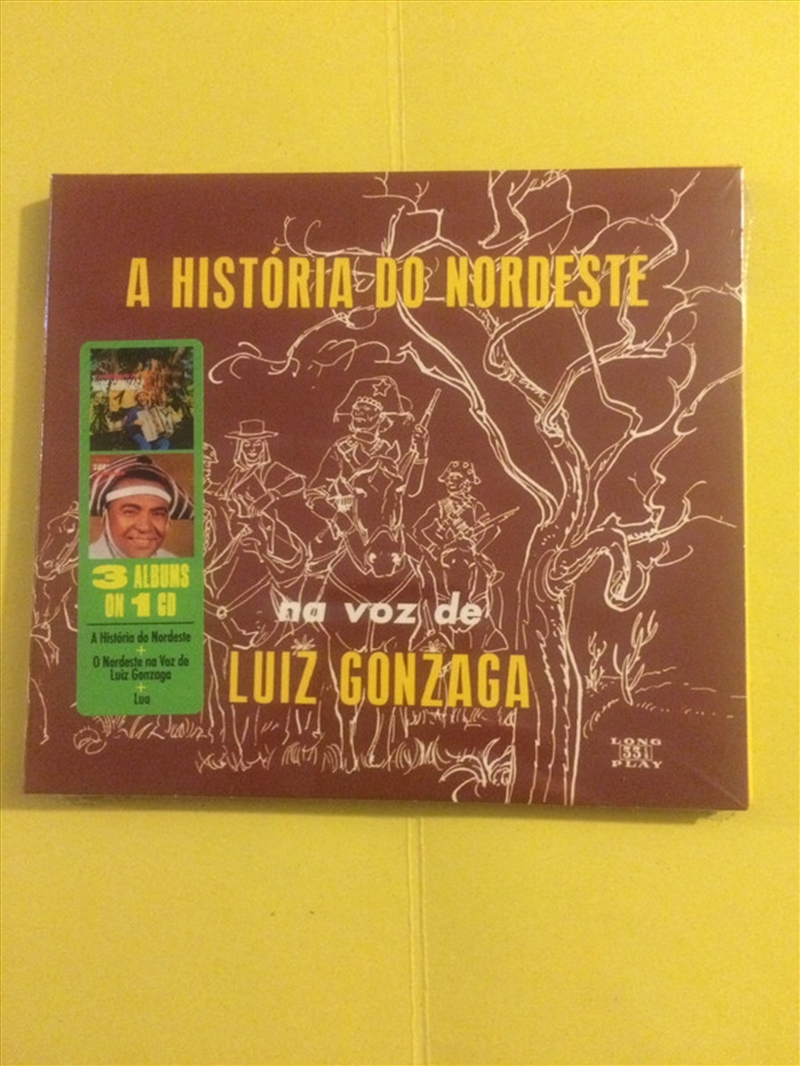 A HISTÓRIA DO NORDESTE
3 ALBUMS
ON 1 CD
A História do Nordeste
+
O Nordeste na Voz do
Luiz Gonzaga
+
Lua
na voz de
LUIZ GONZAGA
LONG
33⅓
PLAY